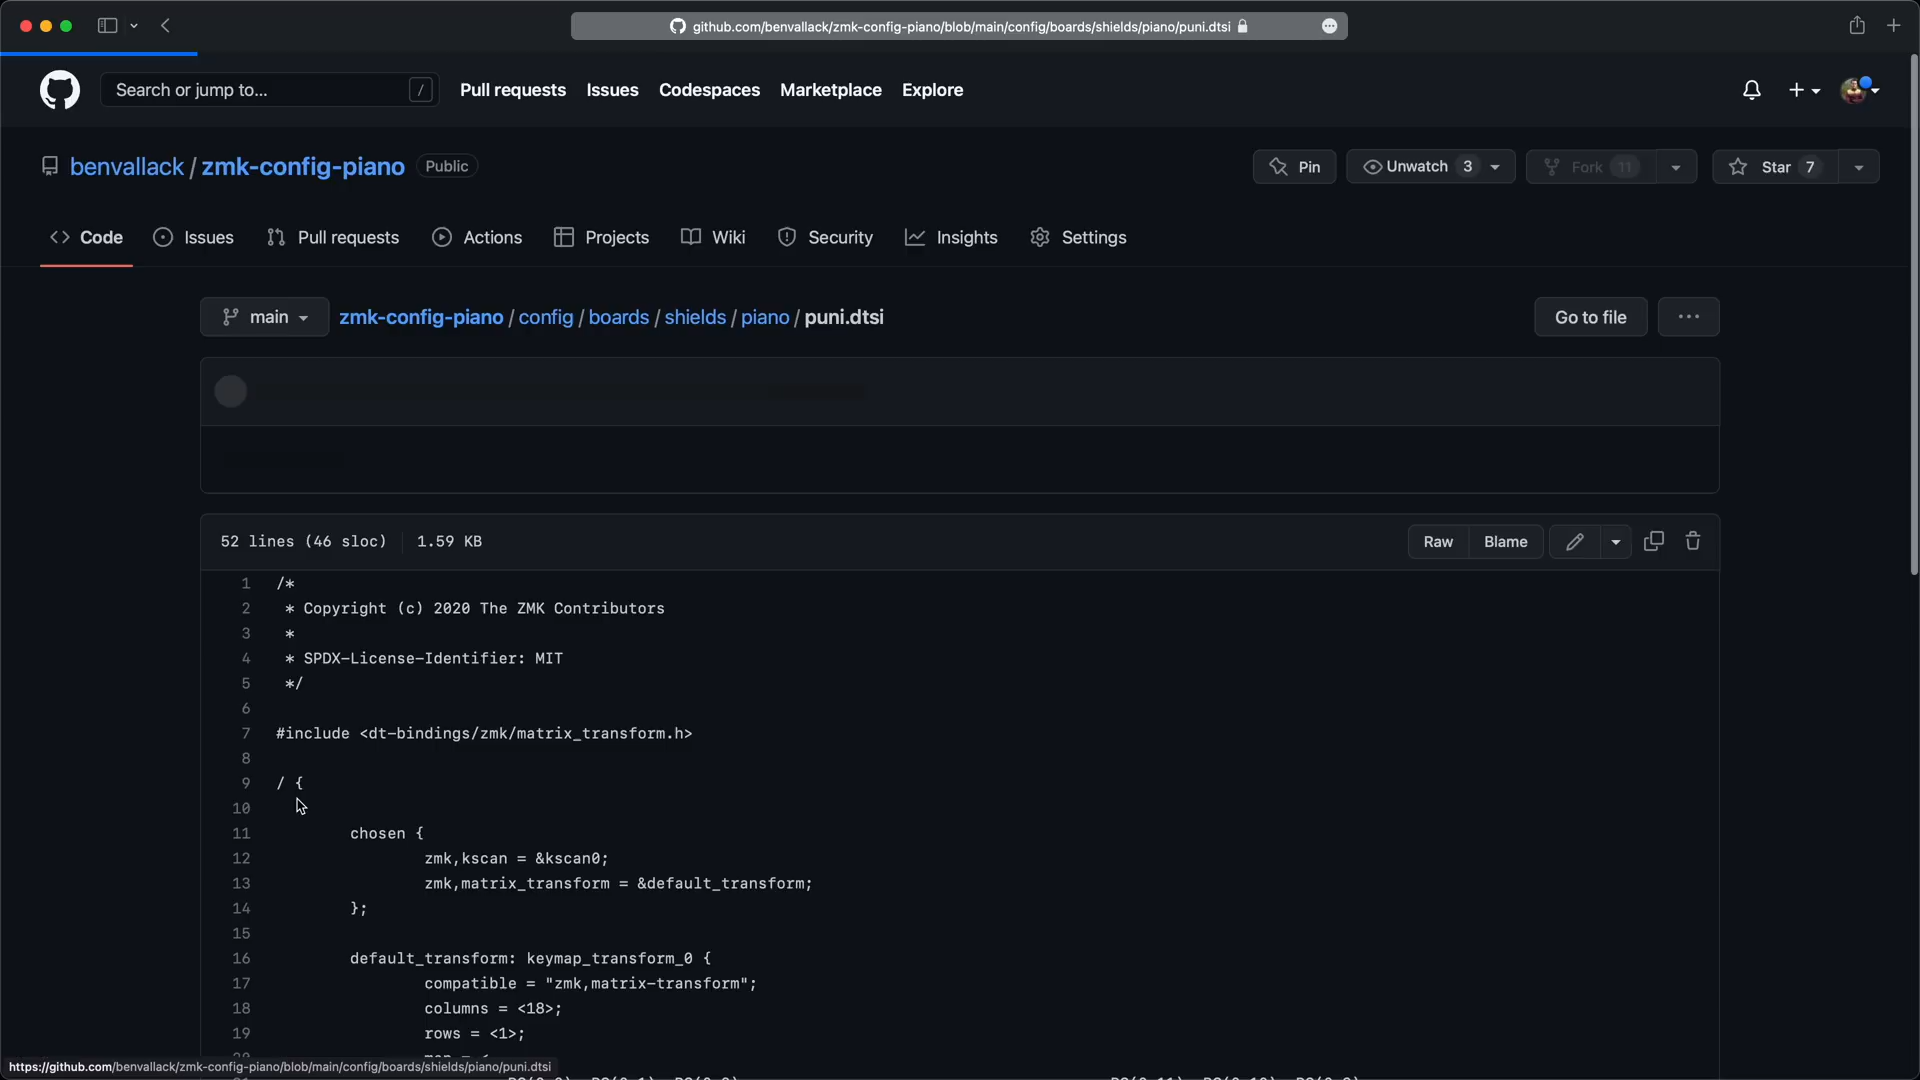 github.com/benvallack/zmk-config-piano/blob/main/config/boards/shields/piano/puni.dtsi
Search or jump to... /
Pull requests Issues Codespaces Marketplace Explore
benvallack / zmk-config-piano Public
Pin Unwatch 3 Fork 11 Star 7
Code Issues Pull requests Actions Projects Wiki Security Insights Settings
main zmk-config-piano / config / boards / shields / piano / puni.dtsi Go to file ...
52 lines (46 sloc) 1.59 KB Raw Blame
1 /*
2 * Copyright (c) 2020 The ZMK Contributors
3 *
4 * SPDX-License-Identifier: MIT
5 */
6
7 #include <dt-bindings/zmk/matrix_transform.h>
8
9 / {
10
11 chosen {
12 zmk,kscan = &kscan0;
13 zmk,matrix_transform = &default_transform;
14 };
15
16 default_transform: keymap_transform_0 {
17 compatible = "zmk,matrix-transform";
18 columns = <18>;
19 rows = <1>;
https://github.com/benvallack/zmk-config-piano/blob/main/config/boards/shields/piano/puni.dtsi